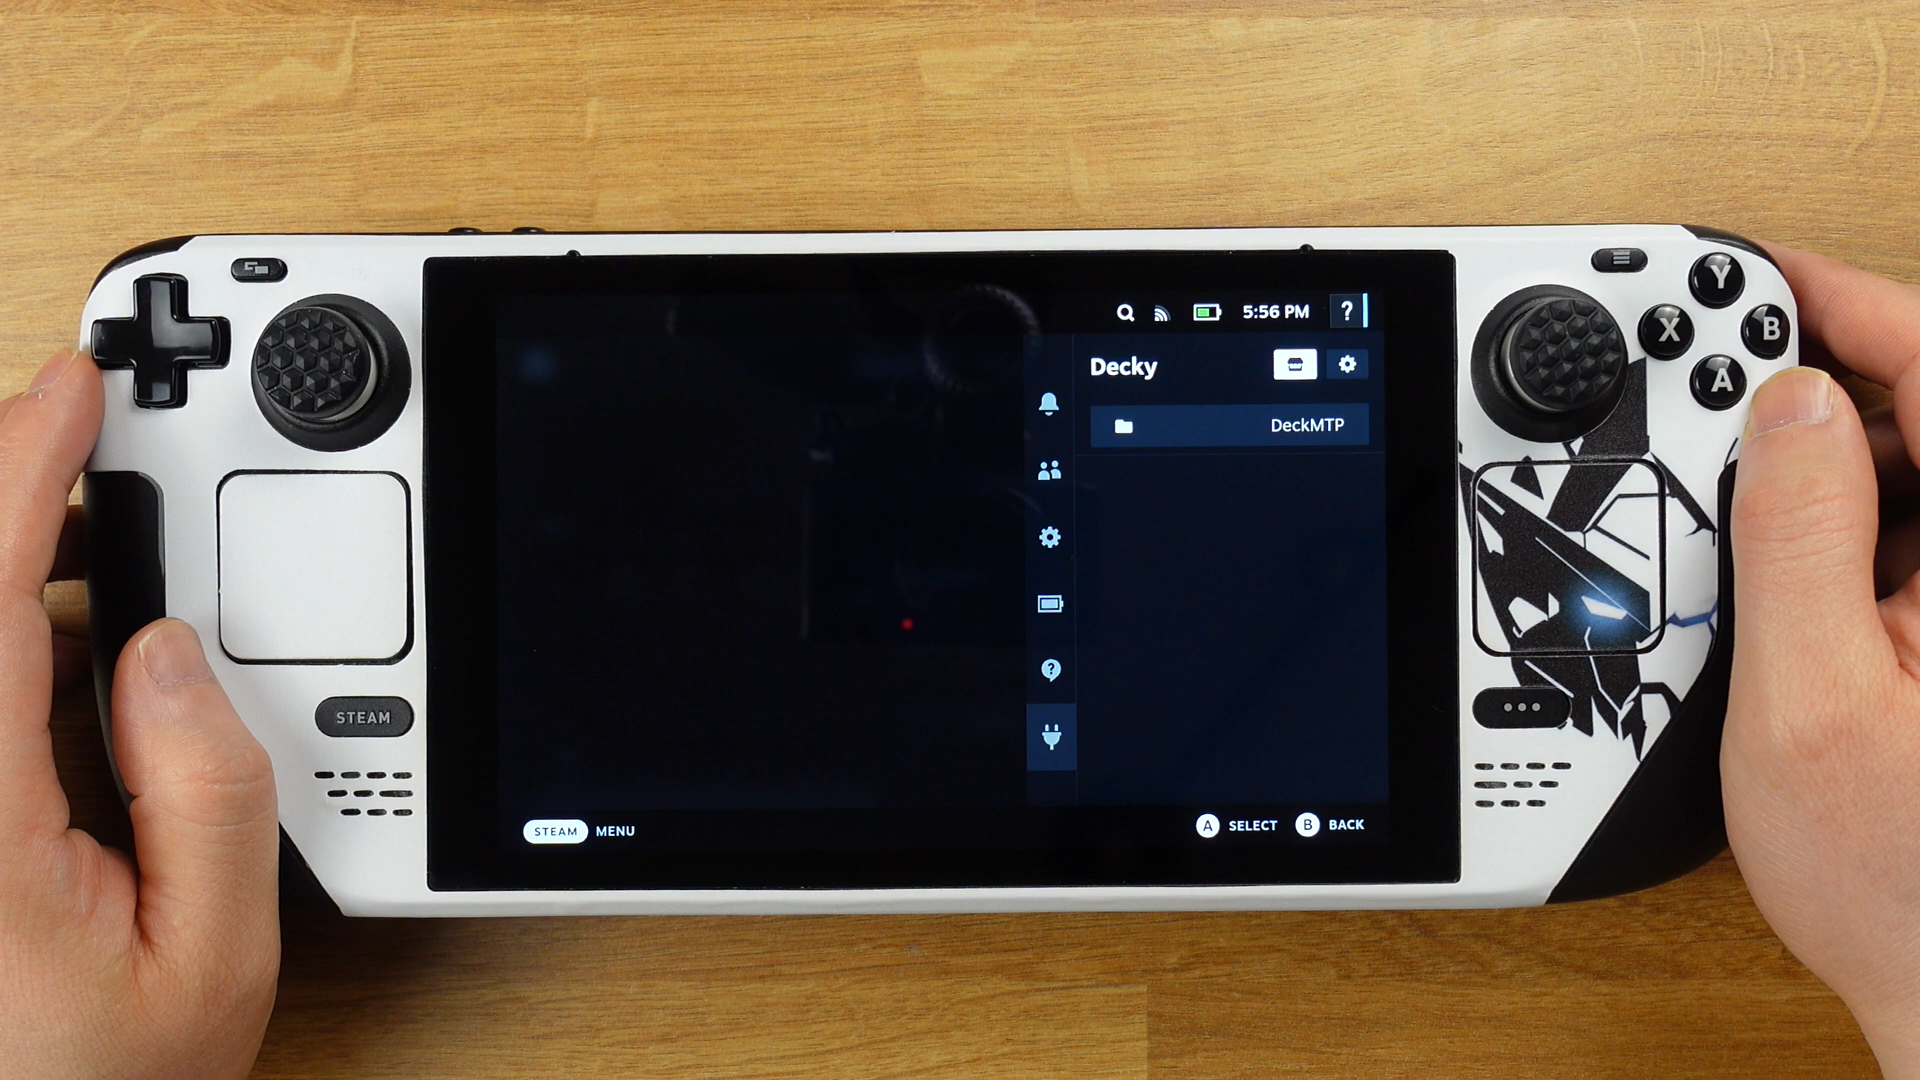 5:56 PM ?
Decky
DeckMTP
STEAM MENU
A SELECT B BACK
STEAM
Y
X
B
A